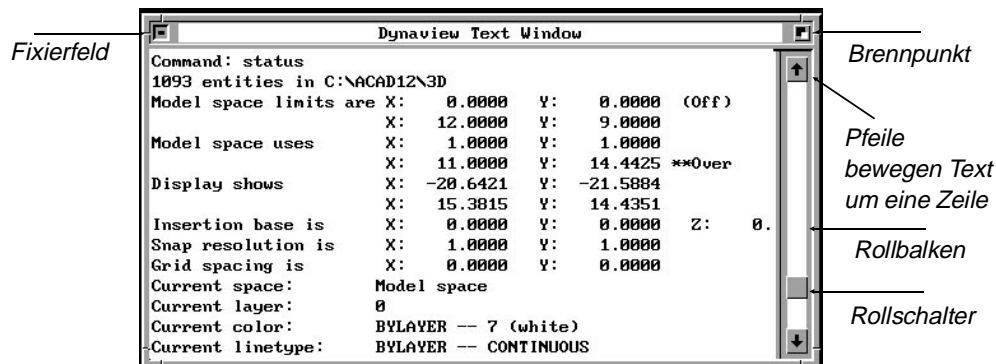 Dynaview Text Window
Fixierfeld
Brennpunkt
Command: status
1093 entities in C:\ACAD12\3D
Model space limits are X: 0.0000 Y: 0.0000 (Off)
X: 12.0000 Y: 9.0000
Model space uses X: 1.0000 Y: 1.0000
X: 11.0000 Y: 14.4425 **Over
Display shows X: -20.6421 Y: -21.5884
X: 15.3815 Y: 14.4351
Insertion base is X: 0.0000 Y: 0.0000 Z: 0.
Snap resolution is X: 1.0000 Y: 1.0000
Grid spacing is X: 0.0000 Y: 0.0000
Current space: Model space
Current layer: 0
Current color: BYLAYER -- 7 (white)
Current linetype: BYLAYER -- CONTINUOUS
Pfeile
bewegen Text
um eine Zeile
Rollbalken
Rollschalter